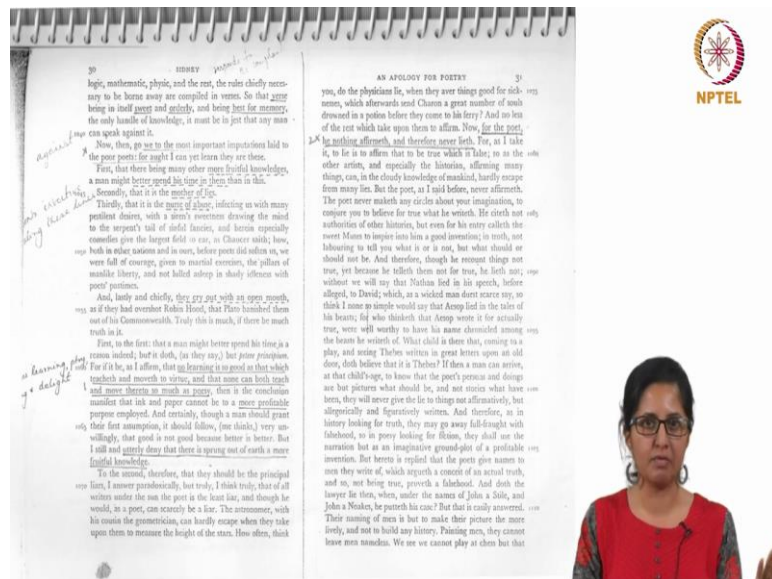 30 SIDNEY
logic, mathematic, physic, and the rest, the rules chiefly neces-
sary to be borne away are compiled in verses. So that verse
being in itself sweet and orderly, and being best for memory,
the only handle of knowledge, it must be in jest that any man
can speak against it.
Now, then, go we to the most important imputations laid to
the poor poets: for aught I can yet learn they are these.
First, that there being many other more fruitful knowledges,
a man might better spend his time in them than in this.
Secondly, that it is the mother of lies.
Thirdly, that it is the nurse of abuse, infecting us with many
pestilent desires, with a siren's sweetness drawing the mind
to the serpent's tail of sinful fancies, and herein especially
comedies give the largest field to ear, as Chaucer saith; how,
both in other nations and in ours, before poets did soften us, we
were full of courage, given to martial exercises, the pillars of
manlike liberty, and not lulled asleep in shady idleness with
poets' pastimes.
And, lastly and chiefly, they cry out with an open mouth,
as if they had overshot Robin Hood, that Plato banished them
out of his Commonwealth. Truly this is much, if there be much
truth in it.
First, to the first: that a man might better spend his time is a
reason indeed; but it doth, (as they say,) but petere principium.
For if it be, as I affirm, that no learning is so good as that which
teacheth and moveth to virtue, and that none can both teach
and move thereto so much as poesy, then is the conclusion
manifest that ink and paper cannot be to a more profitable
purpose employed. And certainly, though a man should grant
their first assumption, it should follow, (me thinks,) very un-
willingly, that good is not good because better is better. But
I still and utterly deny that there is sprung out of earth a more
fruitful knowledge.
To the second, therefore, that they should be the principal
liars, I answer paradoxically, but truly, I think truly, that of all
writers under the sun the poet is the least liar, and though he
would, as a poet, can scarcely be a liar. The astronomer, with
his cousin the geometrician, can hardly escape when they take
upon them to measure the height of the stars. How often, think
against
learning
delight
AN APOLOGY FOR POETRY 31
you, do the physicians lie, when they aver things good for sick-
nesses, which afterwards send Charon a great number of souls
drowned in a potion before they come to his ferry? And no less
of the rest which take upon them to affirm. Now, for the poet,
he nothing affirmeth, and therefore never lieth. For, as I take
it, to lie is to affirm that to be true which is false; so as the
other artists, and especially the historian, affirming many
things, can, in the cloudy knowledge of mankind, hardly escape
from many lies. But the poet, as I said before, never affirmeth.
The poet never maketh any circles about your imagination, to
conjure you to believe for true what he writeth. He citeth not
authorities of other histories, but even for his entry calleth the
sweet Muses to inspire into him a good invention; in truth, not
labouring to tell you what is or is not, but what should or
should not be. And therefore, though he recount things not
true, yet because he telleth them not for true, he lieth not;
without we will say that Nathan lied in his speech, before
alleged, to David; which, as a wicked man durst scarce say, so
think I none so simple would say that Aesop lied in the tales of
his beasts; for who thinketh that Aesop wrote it for actually
true, were well worthy to have his name chronicled among
the beasts he writeth of. What child is there that, coming to a
play, and seeing Thebes written in great letters upon an old
door, doth believe that it is Thebes? If then a man can arrive,
at that child's-age, to know that the poet's persons and doings
are but pictures what should be, and not stories what have
been, they will never give the lie to things not affirmatively, but
allegorically and figuratively written. And therefore, as in
history looking for truth, they may go away full-fraught with
falsehood, so in poesy looking for fiction, they shall use the
narration but as an imaginative ground-plot of a profitable
invention. But hereto is replied that the poets give names to
men they write of, which argueth a conceit of an actual truth,
and so, not being true, proveth a falsehood. And doth the
lawyer lie then, when, under the names of John a Stile, and
John a Noakes, he putteth his case? But that is easily answered.
Their naming of men is but to make their picture the more
lively, and not to build any history. Painting men, they cannot
leave men nameless. We see we cannot play at chess but that
NPTEL